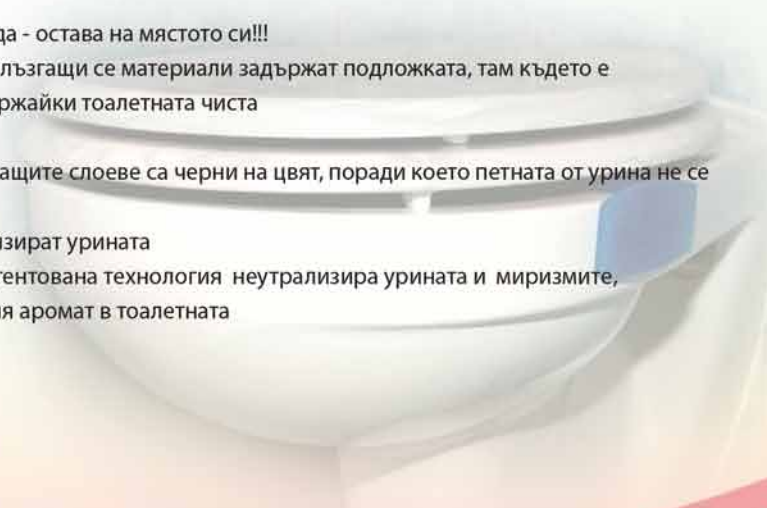 да - остава на мястото си!!!
лъзгащи се материали задържат подложката, там където е
ржайки тоалетната чиста
ащите слоеве са черни на цвят, поради което петната от урина не се
изират урината
тентована технология неутрализира урината и миризмите,
я аромат в тоалетната